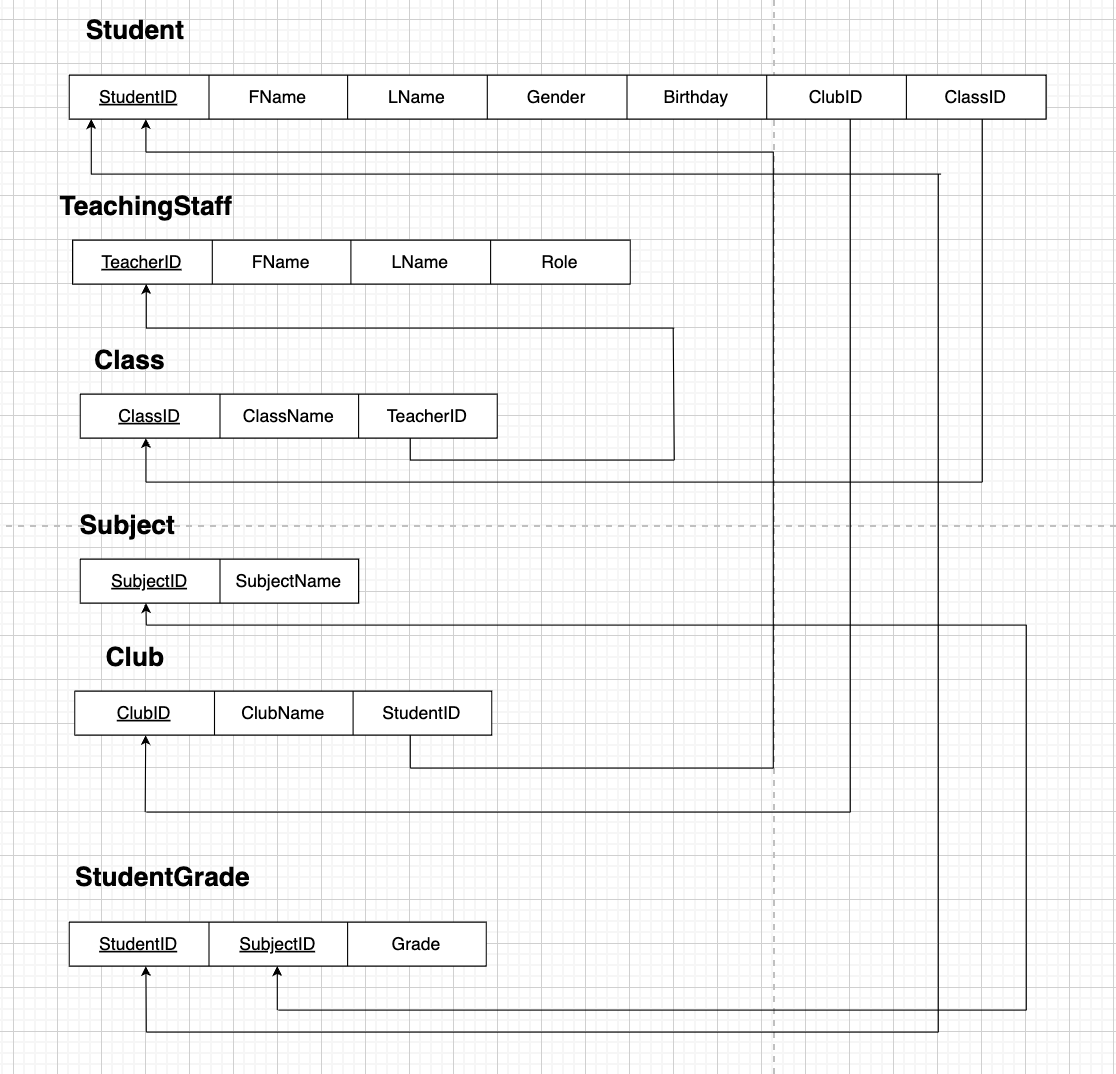 Student
StudentID FName LName Gender Birthday ClubID ClassID
TeachingStaff
TeacherID FName LName Role
Class
ClassID ClassName TeacherID
Subject
SubjectID SubjectName
Club
ClubID ClubName StudentID
StudentGrade
StudentID SubjectID Grade